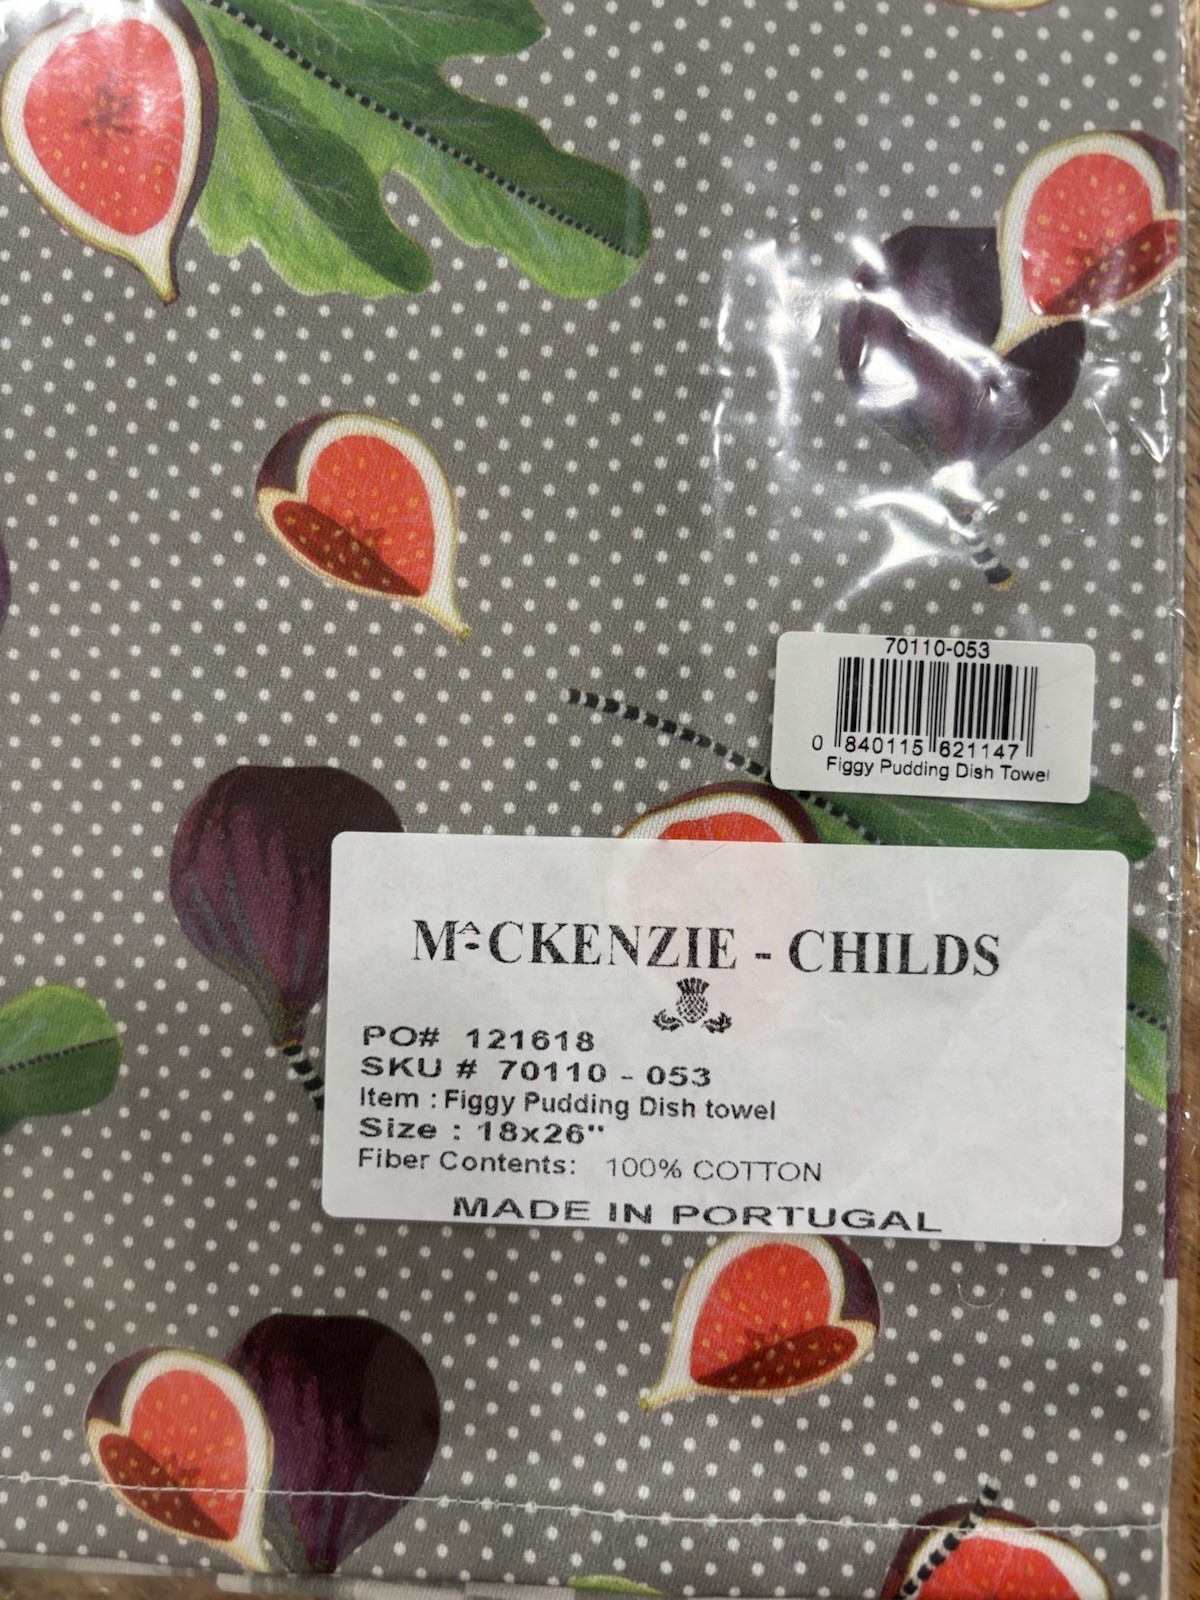 70110-053
0 840115 621147
Figgy Pudding Dish Towel
MᴬCKENZIE - CHILDS
PO# 121618
SKU # 70110 - 053
Item : Figgy Pudding Dish towel
Size : 18x26"
Fiber Contents: 100% COTTON
MADE IN PORTUGAL